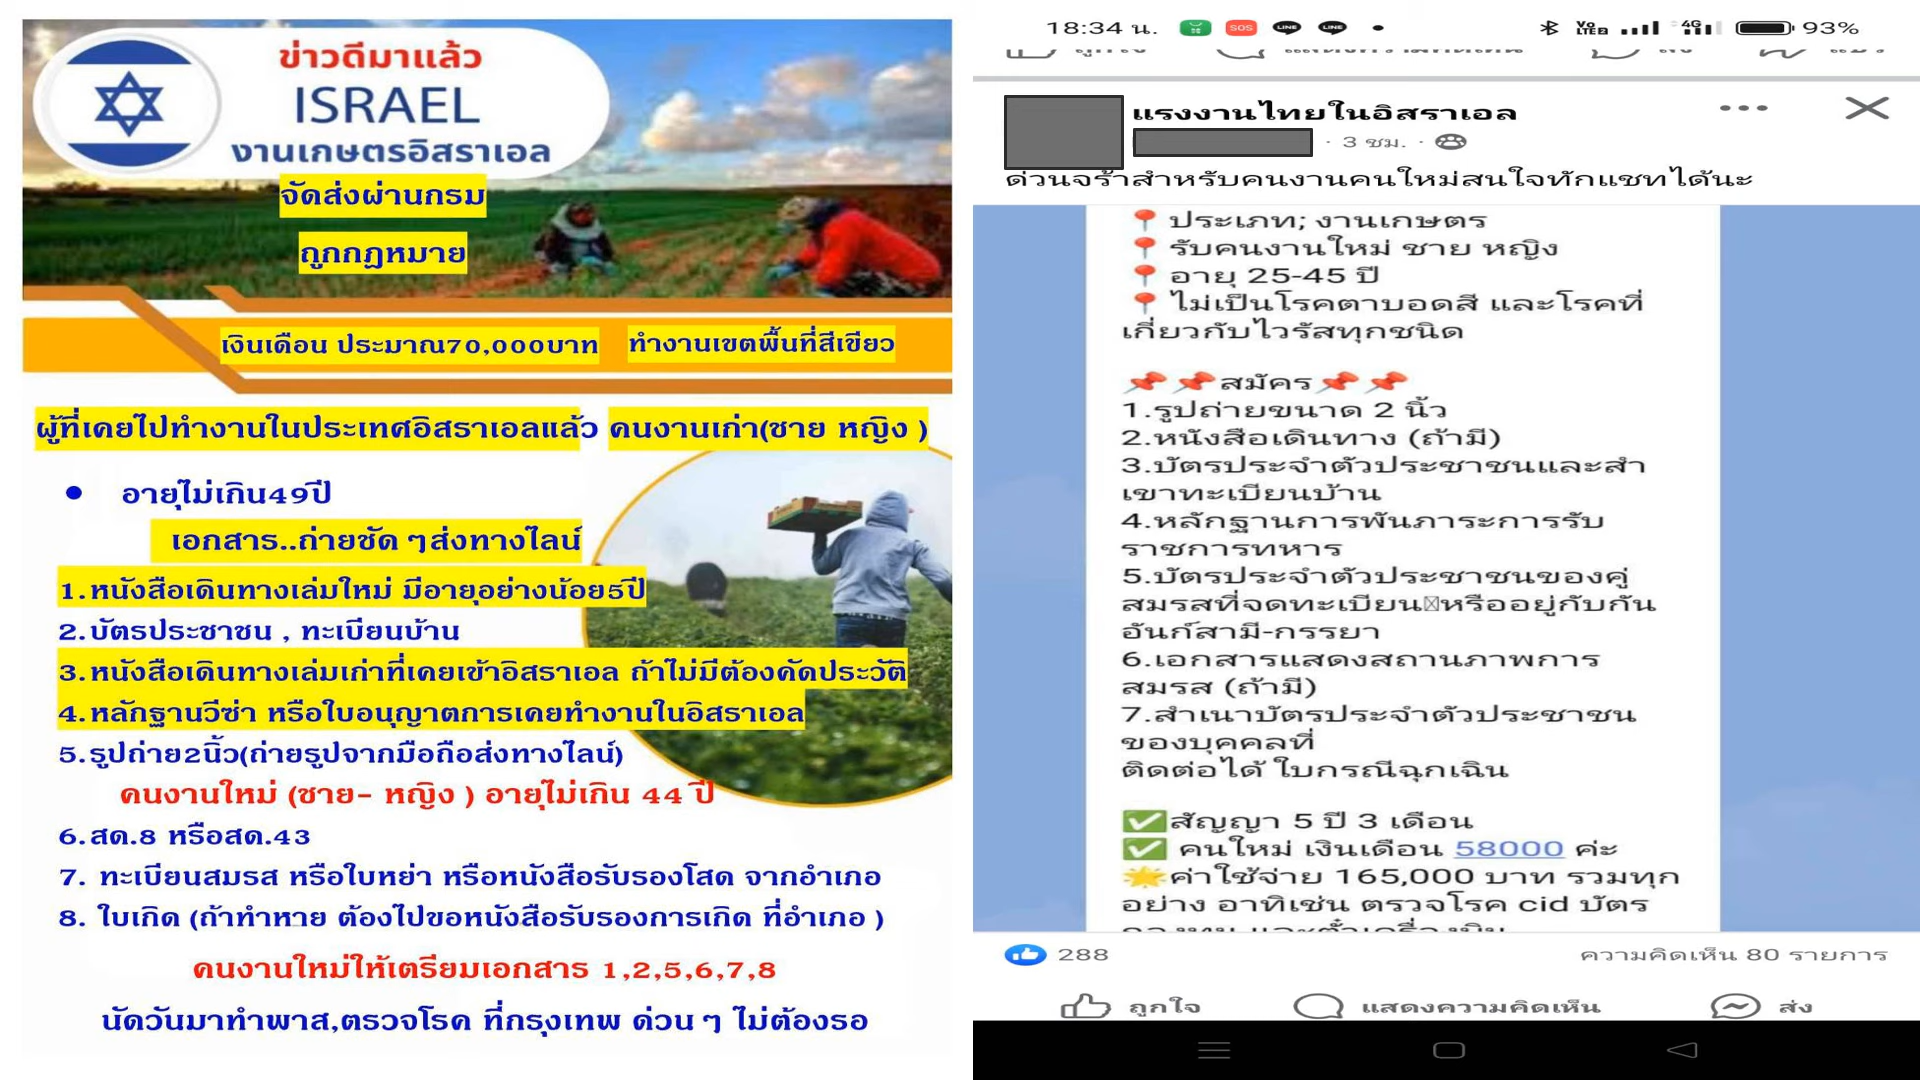 ข่าวดีมาแล้ว
ISRAEL
งานเกษตรอิสราเอล
จัดส่งผ่านกรม
ถูกกฎหมาย
เงินเดือน ประมาณ70,000บาท ทำงานเขตพื้นที่สีเขียว
ผู้ที่เคยไปทำงานในประเทศอิสราเอลแล้ว คนงานเก่า(ชาย หญิง )
• อายุไม่เกิน49ปี
เอกสาร..ถ่ายชัด ๆส่งทางไลน์
1.หนังสือเดินทางเล่มใหม่ มีอายุอย่างน้อย5ปี
2.บัตรประชาชน , ทะเบียนบ้าน
3.หนังสือเดินทางเล่มเก่าที่เคยเข้าอิสราเอล ถ้าไม่มีต้องคัดประวัติ
4.หลักฐานวีซ่า หรือใบอนุญาตการเคยทำงานในอิสราเอล
5.รูปถ่าย2นิ้ว(ถ่ายรูปจากมือถือส่งทางไลน์)
คนงานใหม่ (ชาย- หญิง ) อายุไม่เกิน 44 ปี
6.สด.8 หรือสด.43
7. ทะเบียนสมรส หรือใบหย่า หรือหนังสือรับรองโสด จากอำเภอ
8. ใบเกิด (ถ้าทำหาย ต้องไปขอหนังสือรับรองการเกิด ที่อำเภอ )
คนงานใหม่ให้เตรียมเอกสาร 1,2,5,6,7,8
นัดวันมาทำพาส,ตรวจโรค ที่กรุงเทพ ด่วน ๆ ไม่ต้องรอ
18:34 น. SOS LINE LINE VoLTE2 4G 93%
แรงงานไทยในอิสราเอล
· 3 ชม. ·
ด่วนจร้าสำหรับคนงานคนใหม่สนใจทักแชทได้นะ
📍 ประเภท; งานเกษตร
📍 รับคนงานใหม่ ชาย หญิง
📍 อายุ 25-45 ปี
📍 ไม่เป็นโรคตาบอดสี และโรคที่
เกี่ยวกับไวรัสทุกชนิด
📌 📌สมัคร📌 📌
1.รูปถ่ายขนาด 2 นิ้ว
2.หนังสือเดินทาง (ถ้ามี)
3.บัตรประจำตัวประชาชนและสำ
เขาทะเบียนบ้าน
4.หลักฐานการพันภาระการรับ
ราชการทหาร
5.บัตรประจำตัวประชาชนของคู่
สมรสที่จดทะเบียนหรืออยู่กับกัน
อันก์สามี-กรรยา
6.เอกสารแสดงสถานภาพการ
สมรส (ถ้ามี)
7.สำเนาบัตรประจำตัวประชาชน
ของบุคคลที่
ติดต่อได้ ใบกรณีฉุกเฉิน
✅สัญญา 5 ปี 3 เดือน
✅ คนใหม่ เงินเดือน 58000 ค่ะ
🌟ค่าใช้จ่าย 165,000 บาท รวมทุก
อย่าง อาทิเช่น ตรวจโรค cid บัตร
288 ความคิดเห็น 80 รายการ
ถูกใจ แสดงความคิดเห็น ส่ง